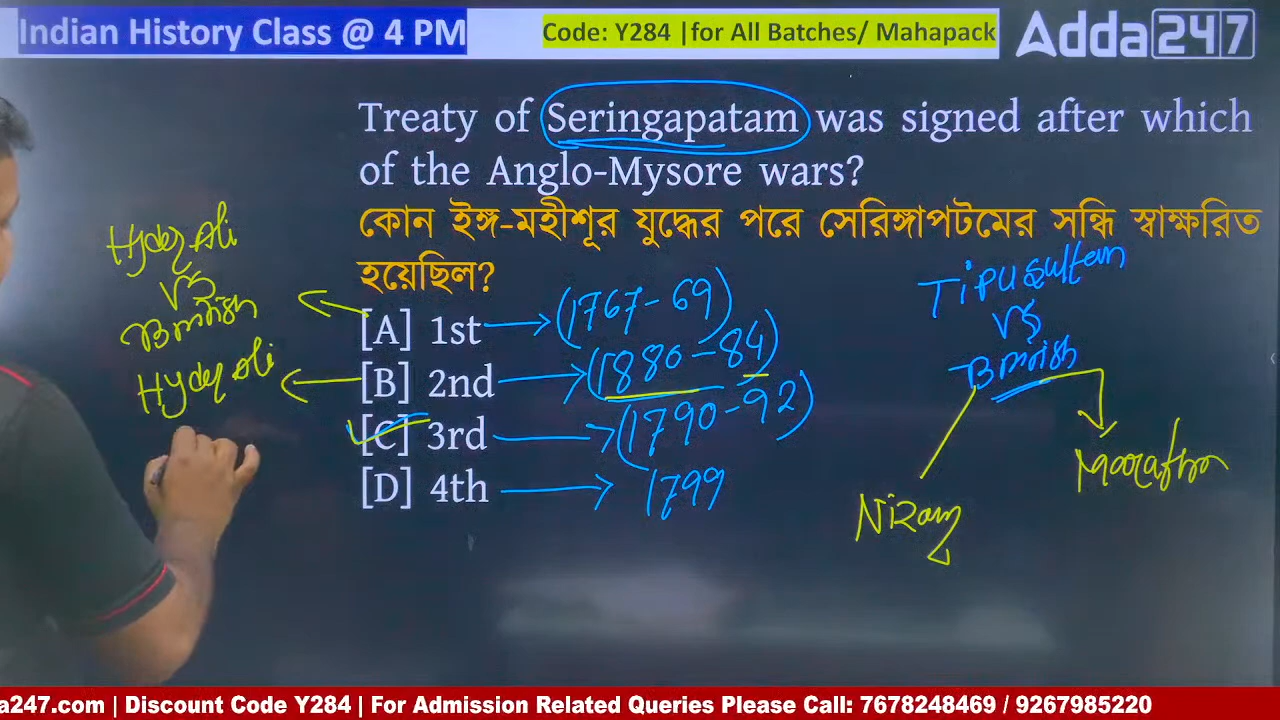 Indian History Class @ 4 PM
Code: Y284 |for All Batches/ Mahapack
Adda247
Treaty of Seringapatam was signed after which
of the Anglo-Mysore wars?
কোন ইঙ্গ-মহীশূর যুদ্ধের পরে সেরিঙ্গাপটমের সন্ধি স্বাক্ষরিত
হয়েছিল?
[A] 1st (1767-69)
[B] 2nd (1880-84)
[C] 3rd (1790-92)
[D] 4th 1799
Hyder Ali
VS
British
Hyder Ali
Tipu Sultan
VS
British
Nizam
a247.com | Discount Code Y284 | For Admission Related Queries Please Call: 7678248469 / 9267985220